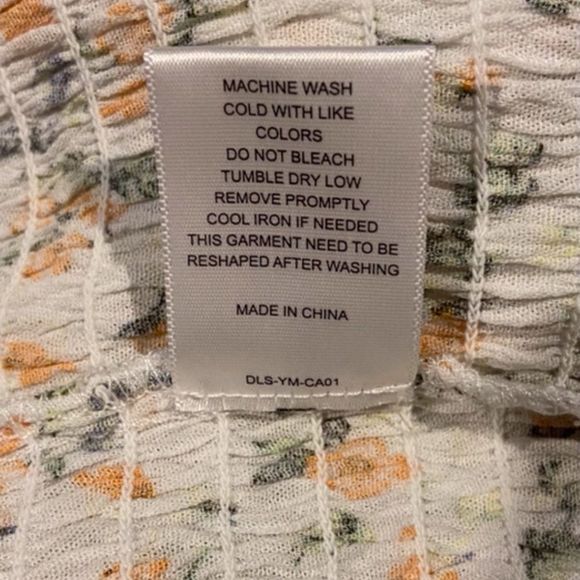 MACHINE WASH
COLD WITH LIKE
COLORS
DO NOT BLEACH
TUMBLE DRY LOW
REMOVE PROMPTLY
COOL IRON IF NEEDED
THIS GARMENT NEED TO BE
RESHAPED AFTER WASHING
MADE IN CHINA
DLS-YM-CA01